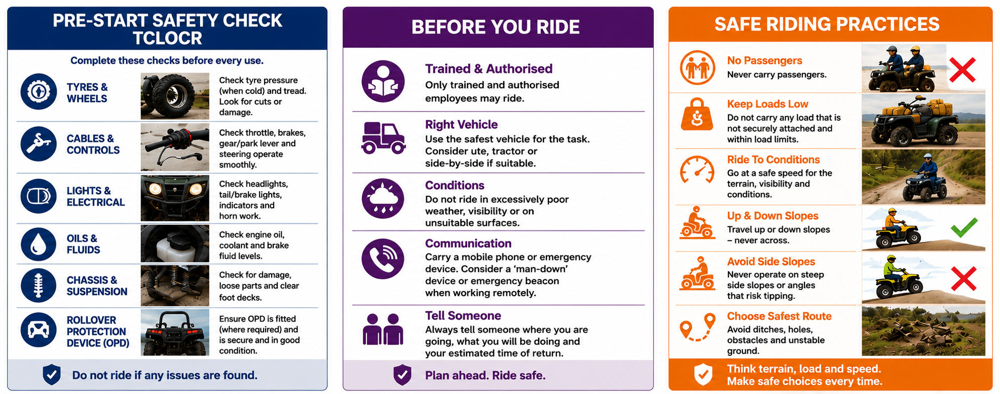 PRE-START SAFETY CHECK
TCLOCR
Complete these checks before every use.
TYRES &
WHEELS
Check tyre pressure
(when cold) and tread.
Look for cuts or
damage.
CABLES &
CONTROLS
Check throttle, brakes,
gear/park lever and
steering operate
smoothly.
LIGHTS &
ELECTRICAL
Check headlights,
tail/brake lights,
indicators and
horn work.
OILS &
FLUIDS
Check engine oil,
coolant and brake
fluid levels.
CHASSIS &
SUSPENSION
Check for damage,
loose parts and clear
foot decks.
ROLLOVER
PROTECTION
DEVICE (OPD)
Ensure OPD is fitted
(where required) and
is secure and in good
condition.
Do not ride if any issues are found.
BEFORE YOU RIDE
Trained & Authorised
Only trained and authorised
employees may ride.
Right Vehicle
Use the safest vehicle for the task.
Consider ute, tractor or
side-by-side if suitable.
Conditions
Do not ride in excessively poor
weather, visibility or on
unsuitable surfaces.
Communication
Carry a mobile phone or emergency
device. Consider a ‘man-down’
device or emergency beacon
when working remotely.
Tell Someone
Always tell someone where you are
going, what you will be doing and
your estimated time of return.
Plan ahead. Ride safe.
SAFE RIDING PRACTICES
No Passengers
Never carry passengers.
Keep Loads Low
Do not carry any load that is
not securely attached and
within load limits.
Ride To Conditions
Go at a safe speed for the
terrain, visibility and
conditions.
Up & Down Slopes
Travel up or down slopes
– never across.
Avoid Side Slopes
Never operate on steep
side slopes or angles
that risk tipping.
Choose Safest Route
Avoid ditches, holes,
obstacles and unstable
ground.
Think terrain, load and speed.
Make safe choices every time.